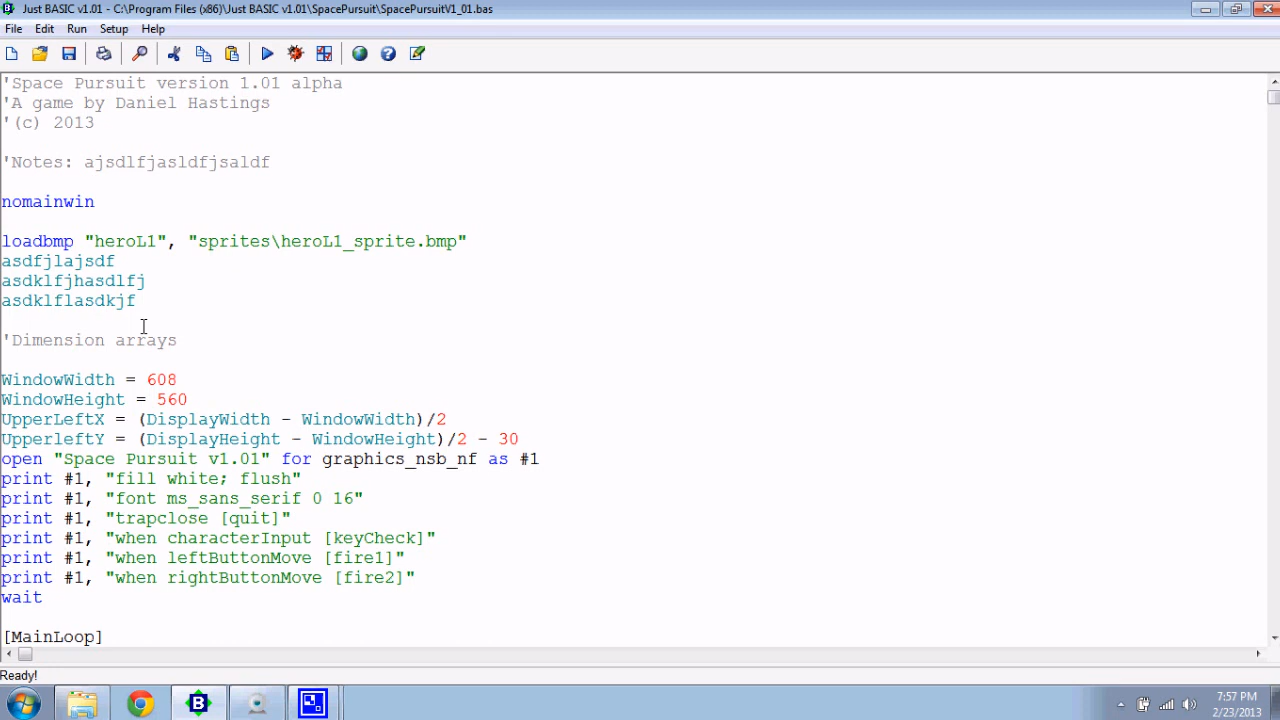 Just BASIC v1.01 - C:\Program Files (x86)\Just BASIC v1.01\SpacePursuit\SpacePursuitV1_01.bas
File Edit Run Setup Help
'Space Pursuit version 1.01 alpha
'A game by Daniel Hastings
'(c) 2013
'Notes: ajsdlfjasldfjsaldf
nomainwin
loadbmp "heroL1", "sprites\heroL1_sprite.bmp"
asdfjlajsdf
asdklfjhasdlfj
asdklflasdkjf
'Dimension arrays
WindowWidth = 608
WindowHeight = 560
UpperLeftX = (DisplayWidth - WindowWidth)/2
UpperleftY = (DisplayHeight - WindowHeight)/2 - 30
open "Space Pursuit v1.01" for graphics_nsb_nf as #1
print #1, "fill white; flush"
print #1, "font ms_sans_serif 0 16"
print #1, "trapclose [quit]"
print #1, "when characterInput [keyCheck]"
print #1, "when leftButtonMove [fire1]"
print #1, "when rightButtonMove [fire2]"
wait
[MainLoop]
Ready!
7:57 PM
2/23/2013